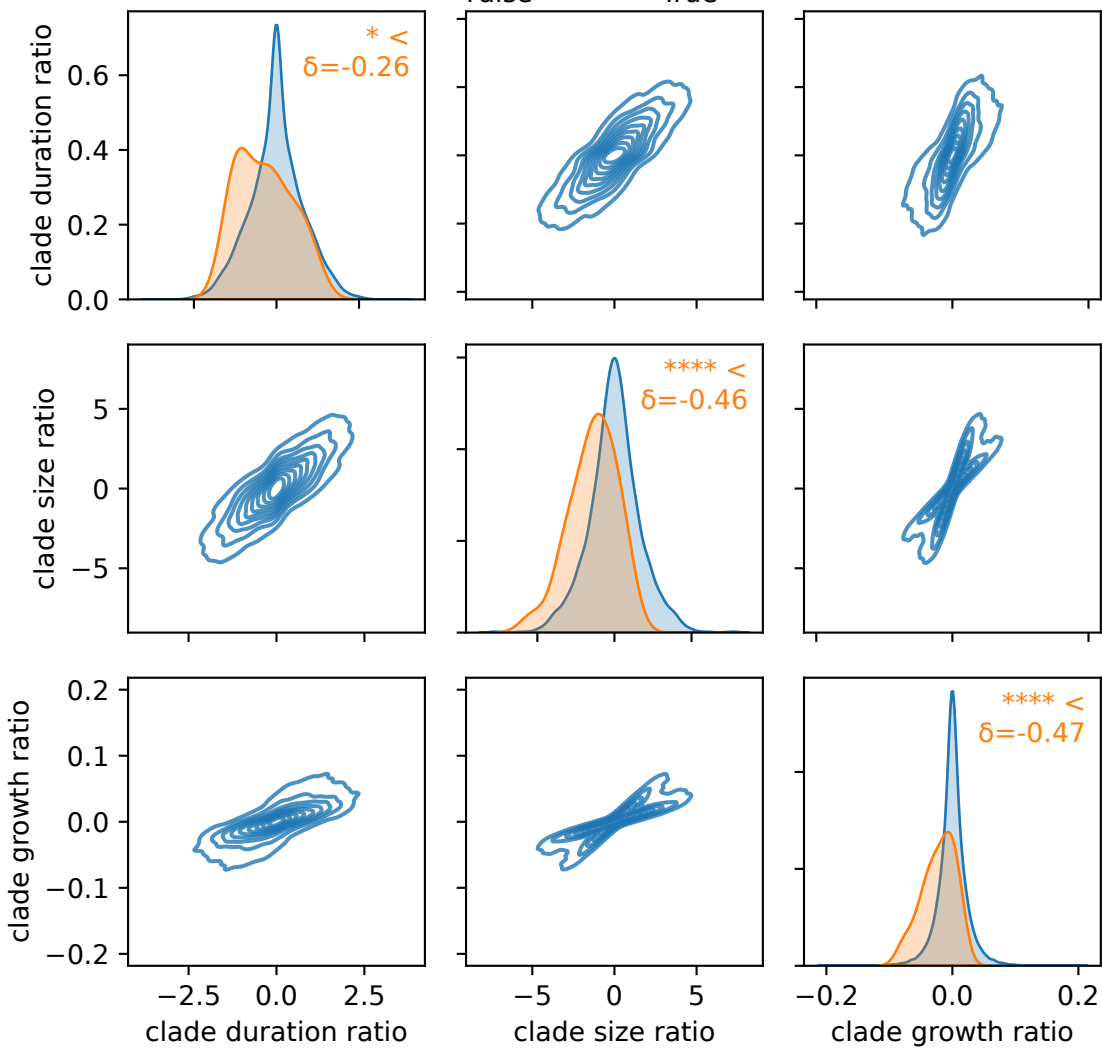 False True
clade duration ratio
0.6
0.4
0.2
0.0
* <
δ=-0.26
clade size ratio
5
0
−5
**** <
δ=-0.46
clade growth ratio
0.2
0.1
0.0
−0.1
−0.2
**** <
δ=-0.47
−2.5 0.0 2.5
−5 0 5
−0.2 0.0 0.2
clade duration ratio
clade size ratio
clade growth ratio